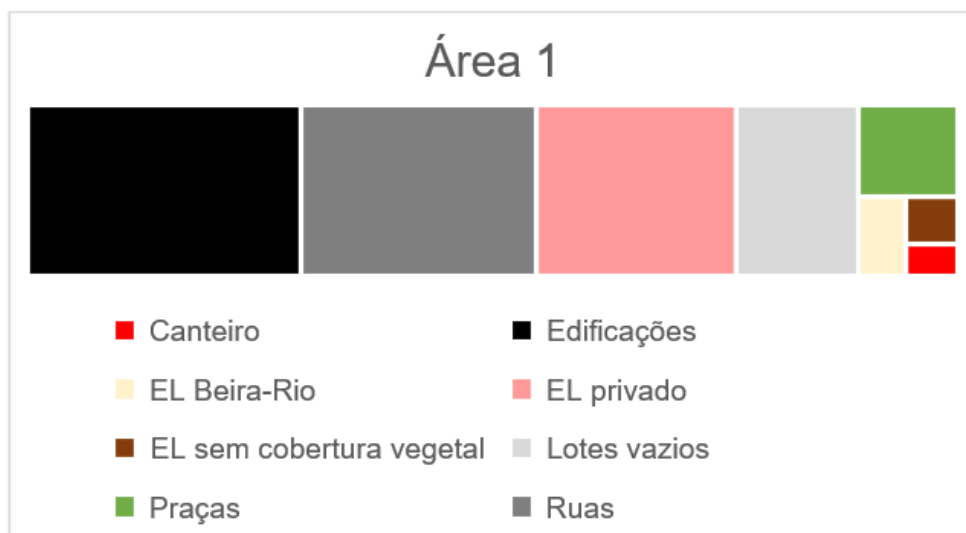 Área 1
Canteiro
Edificações
EL Beira-Rio
EL privado
EL sem cobertura vegetal
Lotes vazios
Praças
Ruas